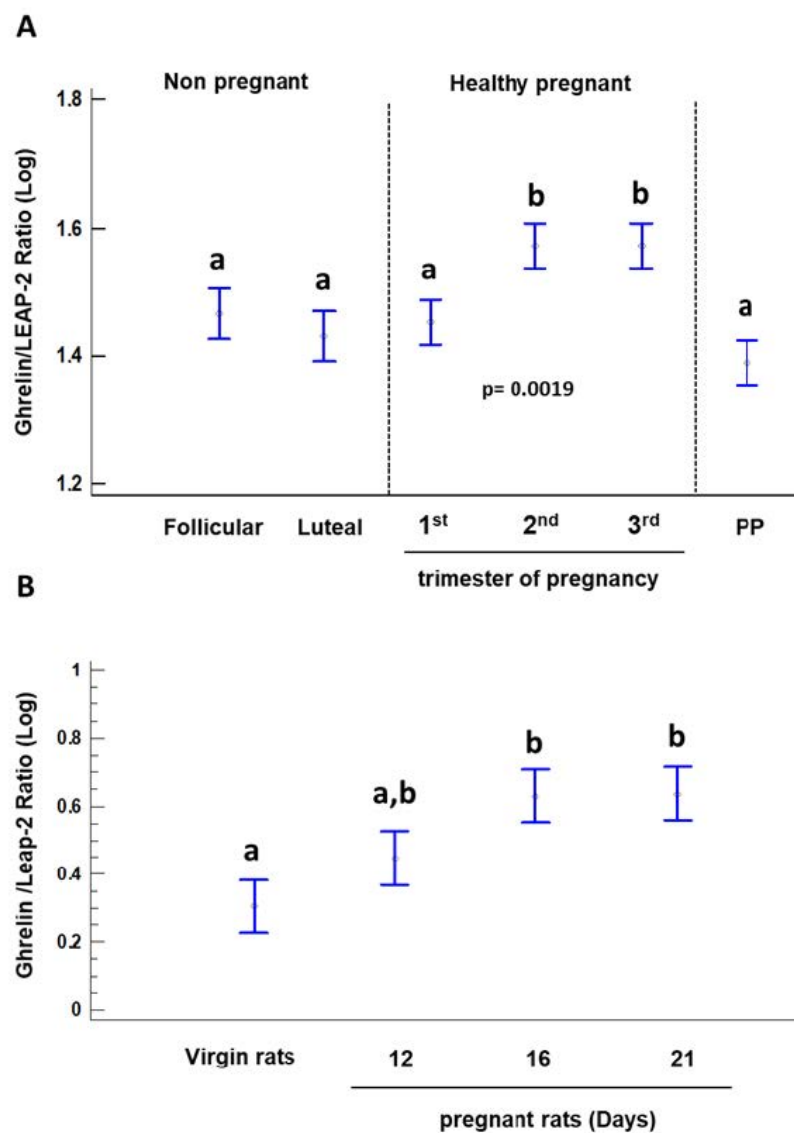 A
Non pregnant Healthy pregnant
Ghrelin/LEAP-2 Ratio (Log)
1.8
1.6
1.4
1.2
a
a
a
b
b
a
p= 0.0019
Follicular Luteal 1st 2nd 3rd PP
trimester of pregnancy
B
Ghrelin /Leap-2 Ratio (Log)
1
0.8
0.6
0.4
0.2
0
a
a,b
b
b
Virgin rats 12 16 21
pregnant rats (Days)